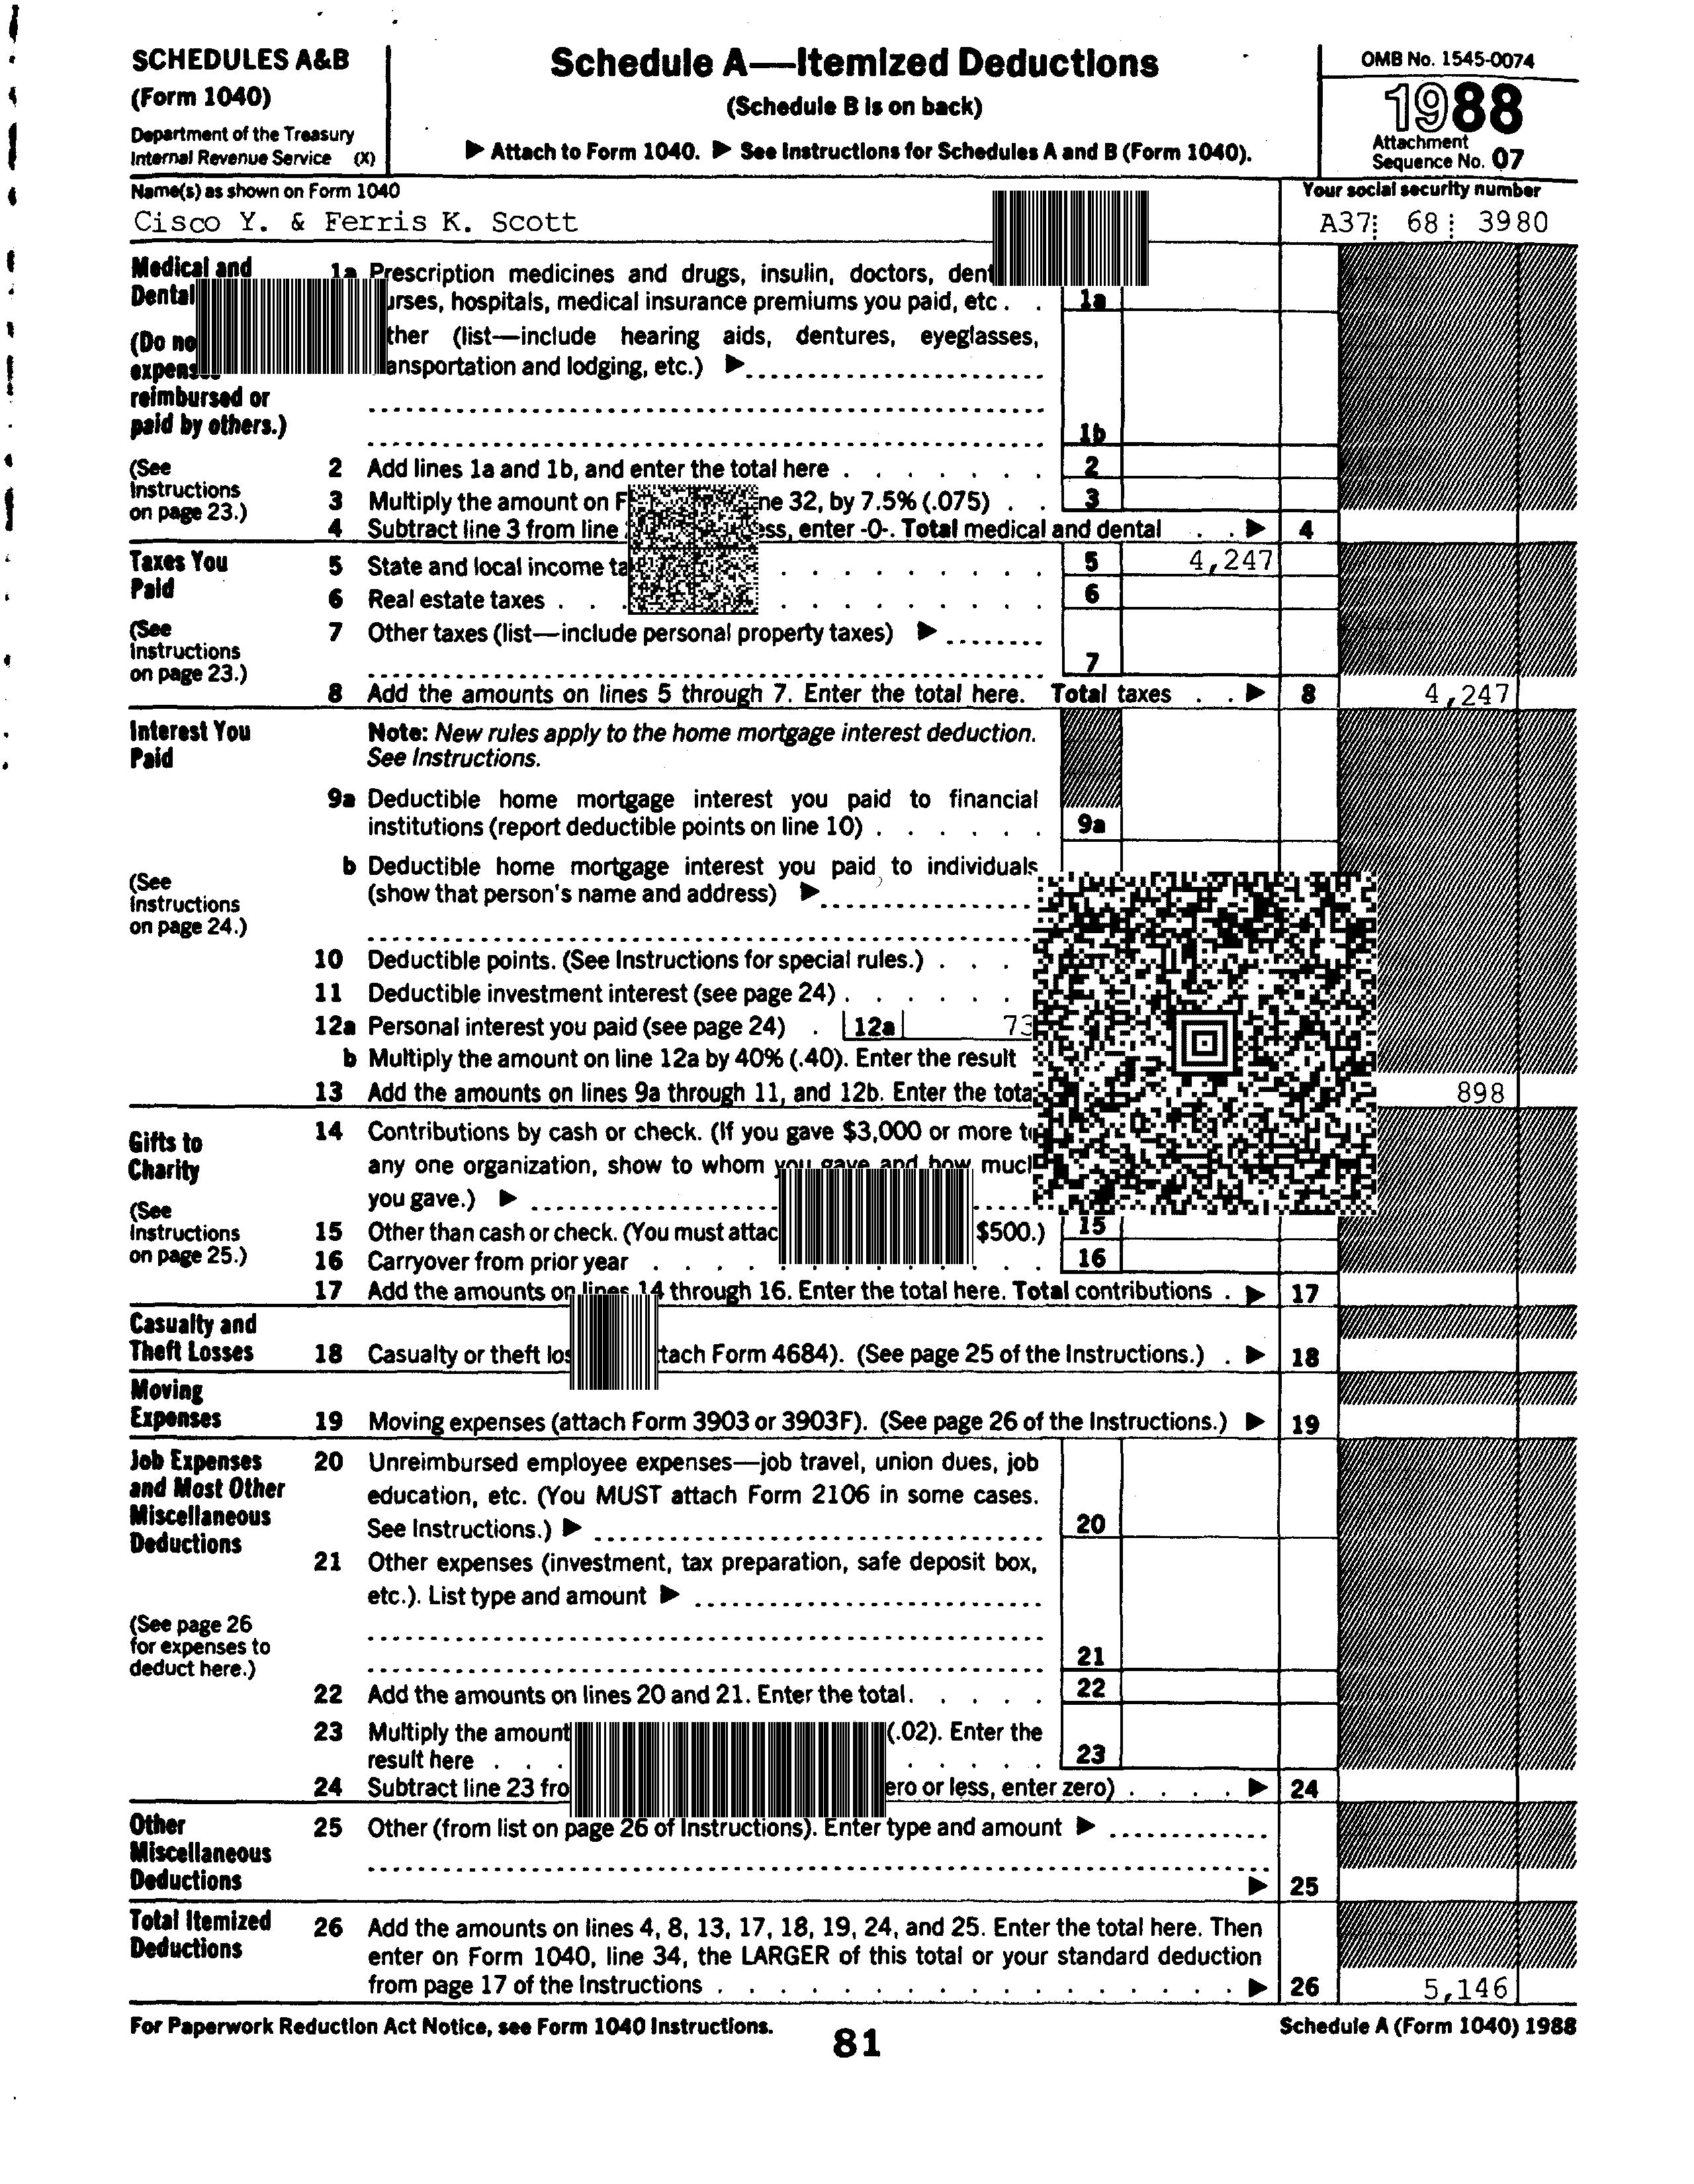 SCHEDULES A&B
(Form 1040)
Department of the Treasury
Internal Revenue Service (X)
Schedule A—Itemized Deductions
(Schedule B is on back)
▶ Attach to Form 1040. ▶ See Instructions for Schedules A and B (Form 1040).
OMB No. 1545-0074
1988
Attachment
Sequence No. 07
Name(s) as shown on Form 1040
Cisco Y. & Ferris K. Scott
Your social security number
A37 68 3980
Medical and
Dental
(Do no
reimbursed or
paid by others.)
(See
Instructions
on page 23.)
1a Prescription medicines and drugs, insulin, doctors, dent
urses, hospitals, medical insurance premiums you paid, etc . . 1a
ther (list—include hearing aids, dentures, eyeglasses,
ansportation and lodging, etc.) ▶
1b
2 Add lines 1a and 1b, and enter the total here . . . . . . . 2
3 Multiply the amount on F ne 32, by 7.5% (.075) . . 3
4 Subtract line 3 from line ess, enter -0-. Total medical and dental . . ▶ 4
Taxes You
Paid
(See
Instructions
on page 23.)
5 State and local income ta . . . . . . . . . 5 4,247
6 Real estate taxes . . . . . . . . . . . . 6
7 Other taxes (list—include personal property taxes) ▶
7
8 Add the amounts on lines 5 through 7. Enter the total here. Total taxes . . ▶ 8 4,247
Interest You
Paid
(See
Instructions
on page 24.)
Note: New rules apply to the home mortgage interest deduction.
See Instructions.
9a Deductible home mortgage interest you paid to financial
institutions (report deductible points on line 10) . . . . . . 9a
b Deductible home mortgage interest you paid to individuals
(show that person's name and address) ▶
10 Deductible points. (See Instructions for special rules.) . . .
11 Deductible investment interest (see page 24) . . . . . .
12a Personal interest you paid (see page 24) . 12a 73
b Multiply the amount on line 12a by 40% (.40). Enter the result
13 Add the amounts on lines 9a through 11, and 12b. Enter the tota 898
Gifts to
Charity
(See
Instructions
on page 25.)
14 Contributions by cash or check. (If you gave $3,000 or more to
any one organization, show to whom you gave and how much
you gave.) ▶
15 Other than cash or check. (You must attac $500.) 15
16 Carryover from prior year . . . . . . . . . . 16
17 Add the amounts on lines 14 through 16. Enter the total here. Total contributions . ▶ 17
Casualty and
Theft Losses
18 Casualty or theft los tach Form 4684). (See page 25 of the Instructions.) . ▶ 18
Moving
Expenses
19 Moving expenses (attach Form 3903 or 3903F). (See page 26 of the Instructions.) ▶ 19
Job Expenses
and Most Other
Miscellaneous
Deductions
(See page 26
for expenses to
deduct here.)
20 Unreimbursed employee expenses—job travel, union dues, job
education, etc. (You MUST attach Form 2106 in some cases.
See Instructions.) ▶ 20
21 Other expenses (investment, tax preparation, safe deposit box,
etc.). List type and amount ▶
21
22 Add the amounts on lines 20 and 21. Enter the total. . . . . 22
23 Multiply the amount (.02). Enter the
result here . . . . . . . . 23
24 Subtract line 23 fro ero or less, enter zero) . . . . ▶ 24
Other
Miscellaneous
Deductions
25 Other (from list on page 26 of Instructions). Enter type and amount ▶
▶ 25
Total Itemized
Deductions
26 Add the amounts on lines 4, 8, 13, 17, 18, 19, 24, and 25. Enter the total here. Then
enter on Form 1040, line 34, the LARGER of this total or your standard deduction
from page 17 of the Instructions . . . . . . . . . . . . . . . ▶ 26 5,146
For Paperwork Reduction Act Notice, see Form 1040 Instructions.
81
Schedule A (Form 1040) 1988